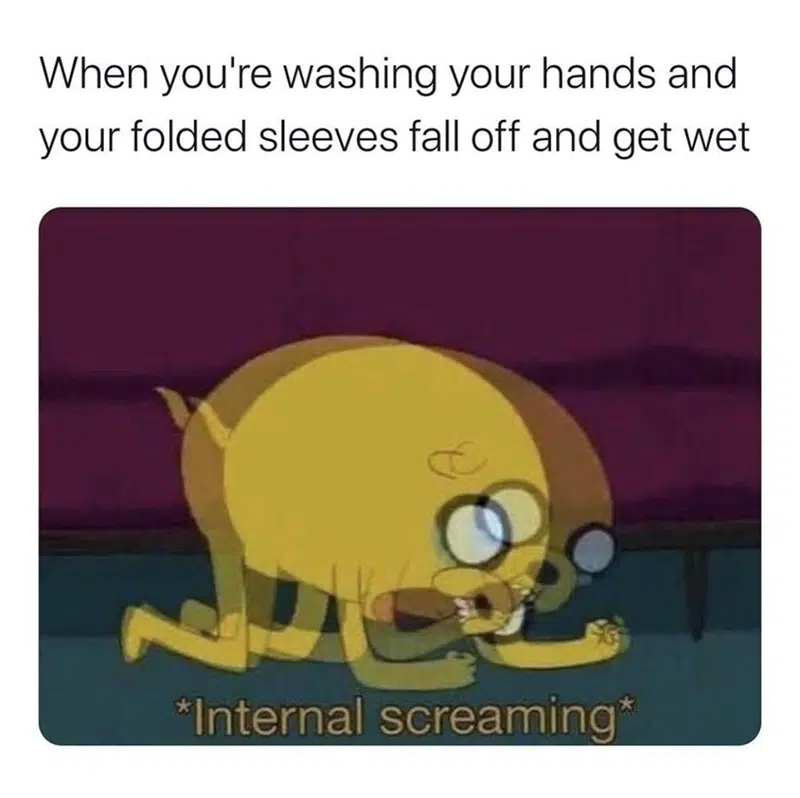 When you're washing your hands and
your folded sleeves fall off and get wet
*Internal screaming*